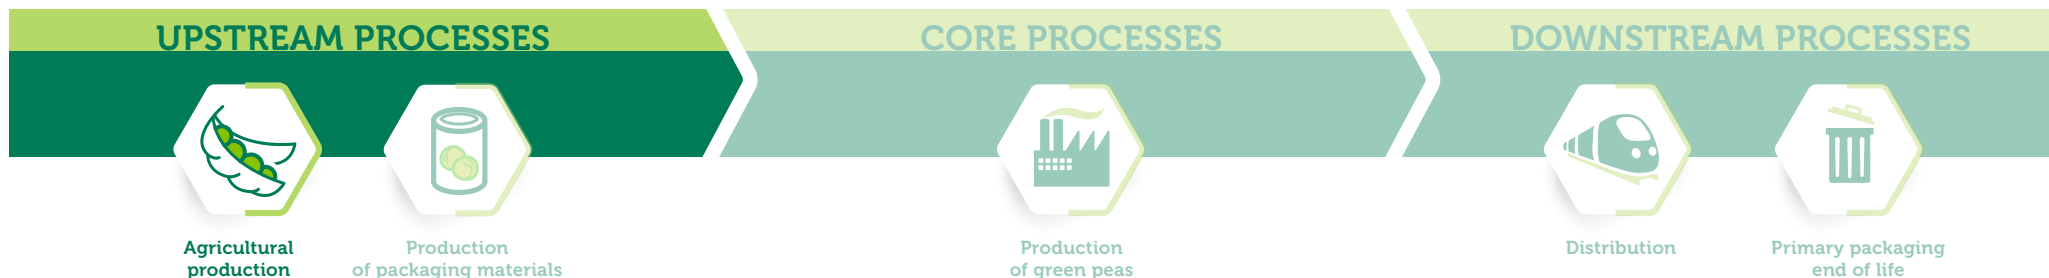 UPSTREAM PROCESSES
CORE PROCESSES
DOWNSTREAM PROCESSES
Agricultural
production
Production
of packaging materials
Production
of green peas
Distribution
Primary packaging
end of life